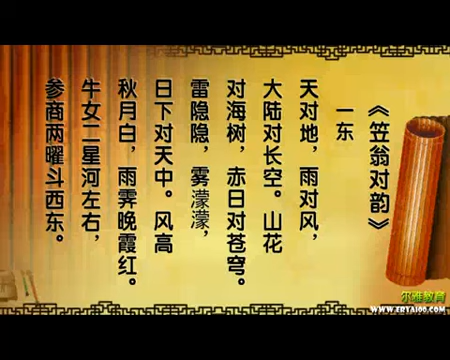 《笠翁对韵》
一东
天对地，雨对风，
大陆对长空。山花
对海树，赤日对苍穹。
雷隐隐，雾濛濛，
日下对天中。风高
秋月白，雨霁晚霞红。
牛女二星河左右，
参商两曜斗西东。
尔雅教育
WWW.ERYA100.COM